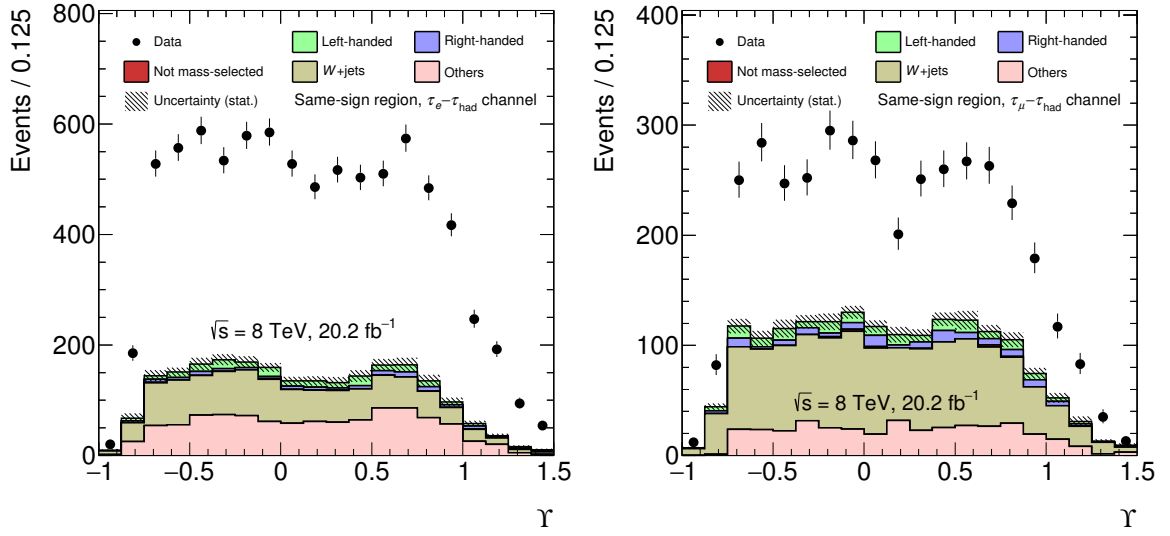 Events / 0.125
800
600
400
200
0
Data
Left-handed
Right-handed
Not mass-selected
W+jets
Others
Uncertainty (stat.)
Same-sign region, τe−τhad channel
√s = 8 TeV, 20.2 fb−1
−1 −0.5 0 0.5 1 1.5
ϒ
Events / 0.125
400
300
200
100
0
Data
Left-handed
Right-handed
Not mass-selected
W+jets
Others
Uncertainty (stat.)
Same-sign region, τμ−τhad channel
√s = 8 TeV, 20.2 fb−1
−1 −0.5 0 0.5 1 1.5
ϒ